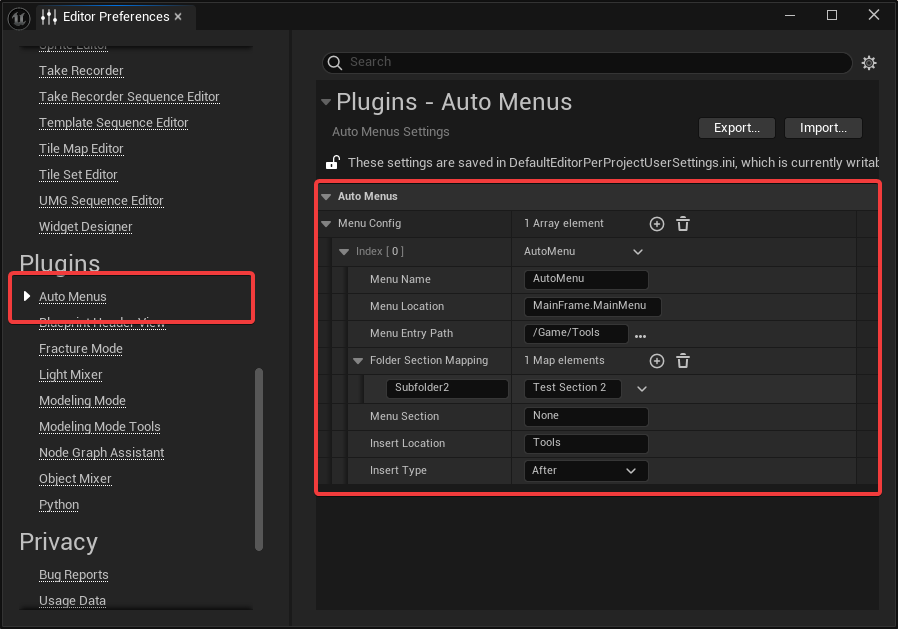 Editor Preferences
Sprite Editor
Take Recorder
Take Recorder Sequence Editor
Template Sequence Editor
Tile Map Editor
Tile Set Editor
UMG Sequence Editor
Widget Designer
Plugins
Auto Menus
Blueprint Header View
Fracture Mode
Light Mixer
Modeling Mode
Modeling Mode Tools
Node Graph Assistant
Object Mixer
Python
Privacy
Bug Reports
Usage Data
Search
Plugins - Auto Menus
Auto Menus Settings
Export...
Import...
These settings are saved in DefaultEditorPerProjectUserSettings.ini, which is currently writab
Auto Menus
Menu Config 1 Array element
Index [ 0 ] AutoMenu
Menu Name AutoMenu
Menu Location MainFrame.MainMenu
Menu Entry Path /Game/Tools ...
Folder Section Mapping 1 Map elements
Subfolder2 Test Section 2
Menu Section None
Insert Location Tools
Insert Type After